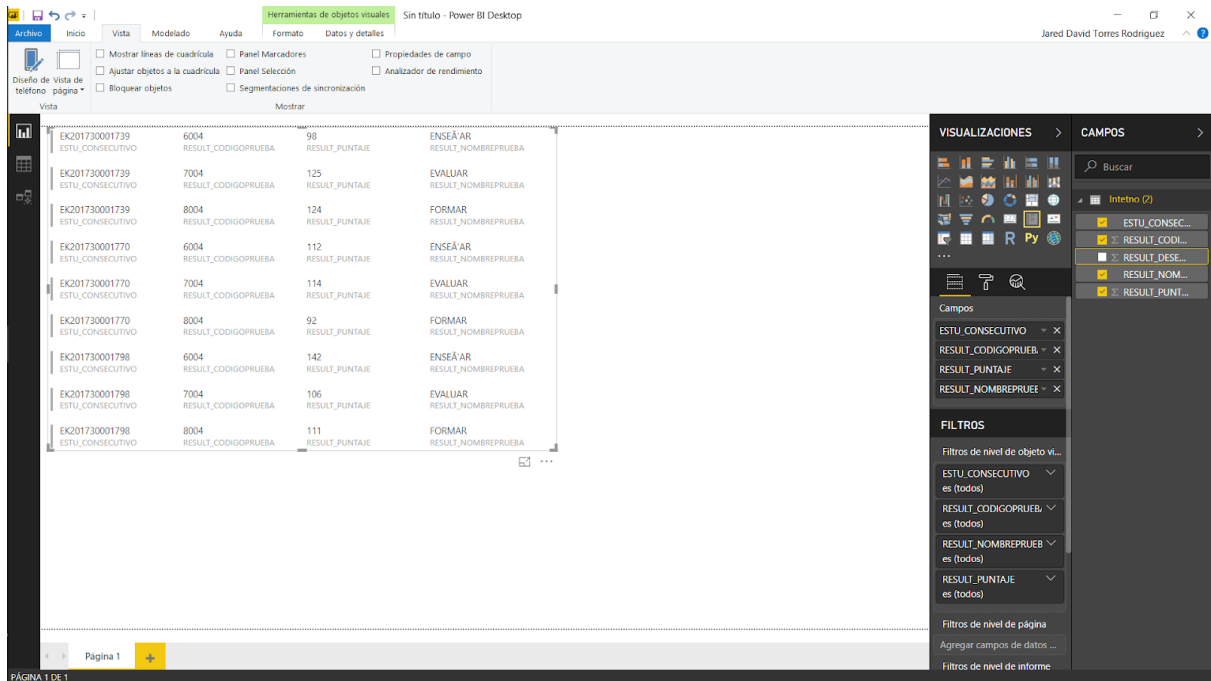 Herramientas de objetos visuales Sin título - Power BI Desktop
Archivo Inicio Vista Modelado Ayuda Formato Datos y detalles Jared David Torres Rodriguez
Mostrar líneas de cuadrícula Panel Marcadores Propiedades de campo
Ajustar objetos a la cuadrícula Panel Selección Analizador de rendimiento
Bloquear objetos Segmentaciones de sincronización
Diseño de teléfono
Vista de página
Vista Mostrar
EK201730001739 6004 98 ENSEÃ'AR
ESTU_CONSECUTIVO RESULT_CODIGOPRUEBA RESULT_PUNTAJE RESULT_NOMBREPRUEBA
EK201730001739 7004 125 EVALUAR
ESTU_CONSECUTIVO RESULT_CODIGOPRUEBA RESULT_PUNTAJE RESULT_NOMBREPRUEBA
EK201730001739 8004 124 FORMAR
ESTU_CONSECUTIVO RESULT_CODIGOPRUEBA RESULT_PUNTAJE RESULT_NOMBREPRUEBA
EK201730001770 6004 112 ENSEÃ'AR
ESTU_CONSECUTIVO RESULT_CODIGOPRUEBA RESULT_PUNTAJE RESULT_NOMBREPRUEBA
EK201730001770 7004 114 EVALUAR
ESTU_CONSECUTIVO RESULT_CODIGOPRUEBA RESULT_PUNTAJE RESULT_NOMBREPRUEBA
EK201730001770 8004 92 FORMAR
ESTU_CONSECUTIVO RESULT_CODIGOPRUEBA RESULT_PUNTAJE RESULT_NOMBREPRUEBA
EK201730001798 6004 142 ENSEÃ'AR
ESTU_CONSECUTIVO RESULT_CODIGOPRUEBA RESULT_PUNTAJE RESULT_NOMBREPRUEBA
EK201730001798 7004 106 EVALUAR
ESTU_CONSECUTIVO RESULT_CODIGOPRUEBA RESULT_PUNTAJE RESULT_NOMBREPRUEBA
EK201730001798 8004 111 FORMAR
ESTU_CONSECUTIVO RESULT_CODIGOPRUEBA RESULT_PUNTAJE RESULT_NOMBREPRUEBA
VISUALIZACIONES
R Py
Campos
ESTU_CONSECUTIVO
RESULT_CODIGOPRUEB.
RESULT_PUNTAJE
RESULT_NOMBREPRUEE
FILTROS
Filtros de nivel de objeto vi...
ESTU_CONSECUTIVO
es (todos)
RESULT_CODIGOPRUEB/
es (todos)
RESULT_NOMBREPRUEB
es (todos)
RESULT_PUNTAJE
es (todos)
Filtros de nivel de página
Agregar campos de datos ...
Filtros de nivel de informe
CAMPOS
Buscar
Intetno (2)
ESTU_CONSEC...
Σ RESULT_CODI...
Σ RESULT_DESE...
RESULT_NOM...
Σ RESULT_PUNT...
Página 1
PÁGINA 1 DE 1